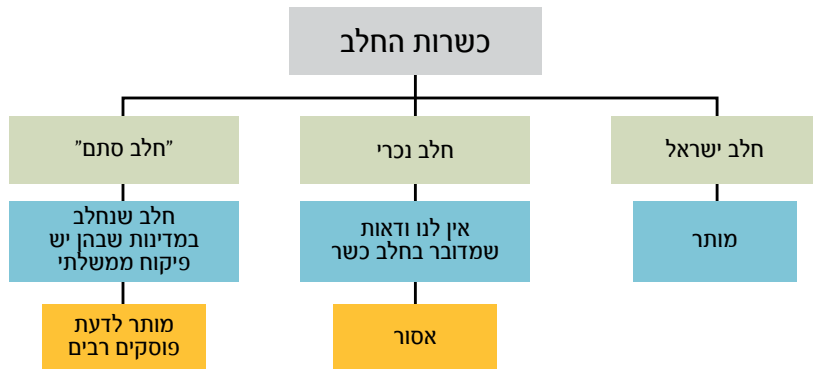 כשרות החלב
חלב ישראל
חלב נכרי
"חלב סתם"
מותר
אין לנו ודאות
שמדובר בחלב כשר
חלב שנחלב
במדינות שבהן יש
פיקוח ממשלתי
אסור
מותר לדעת
פוסקים רבים